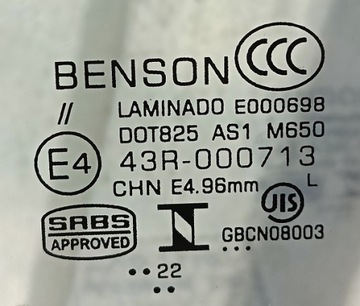 BENSON CCC
// LAMINADO E000698
DOT825 AS1 M650
E4 43R-000713
CHN E4.96mm L
JIS
SABS
APPROVED
GBCN08003
•• 22 •••
••